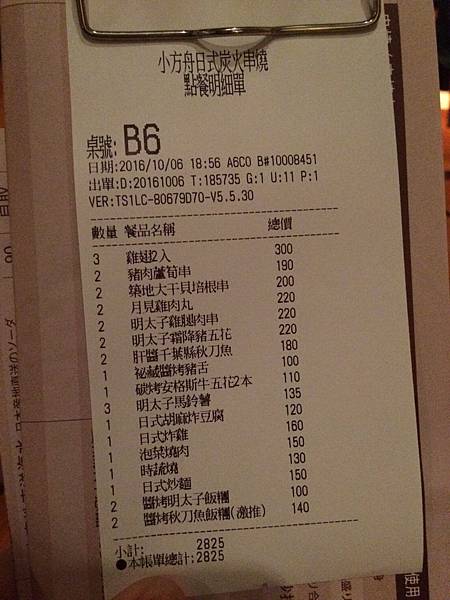 小方舟日式炭火串燒
點餐明細單
桌號: B6
日期:2016/10/06 18:56 A6C0 B#10008451
出單:D:20161006 T:185735 G:1 U:11 P:1
VER:TS1LC-80679D70-V5.5.30
數量 餐品名稱 總價
3 雞翅2入 300
2 豬肉蘆筍串 190
2 築地大干貝培根串 200
2 月見雞肉丸 220
2 明太子雞腿肉串 220
2 明太子霜降豬五花 220
2 肝醬千葉縣秋刀魚 180
1 祕藏醬烤豬舌 100
1 碳烤安格斯牛五花2本 110
3 明太子馬鈴薯 135
1 日式胡麻炸豆腐 120
1 日式炸雞 160
1 泡菜燒肉 150
1 時蔬燒 130
1 日式炒麵 150
2 醬烤明太子飯糰 100
2 醬烤秋刀魚飯糰(激推) 140
小計: 2825
●本帳單總計:2825
使用